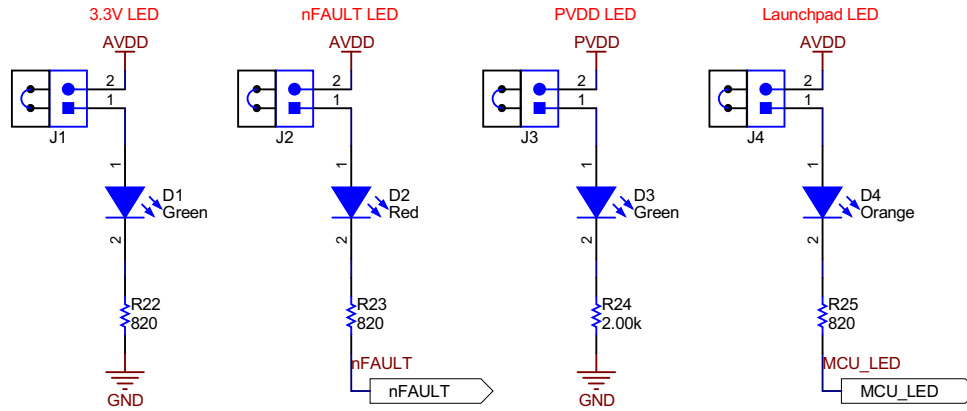 3.3V LED
AVDD
2
1
J1
1
D1
Green
2
R22
820
GND
nFAULT LED
AVDD
2
1
J2
1
D2
Red
2
R23
820
nFAULT
nFAULT
PVDD LED
PVDD
2
1
J3
1
D3
Green
2
R24
2.00k
GND
Launchpad LED
AVDD
2
1
J4
1
D4
Orange
2
R25
820
MCU_LED
MCU_LED